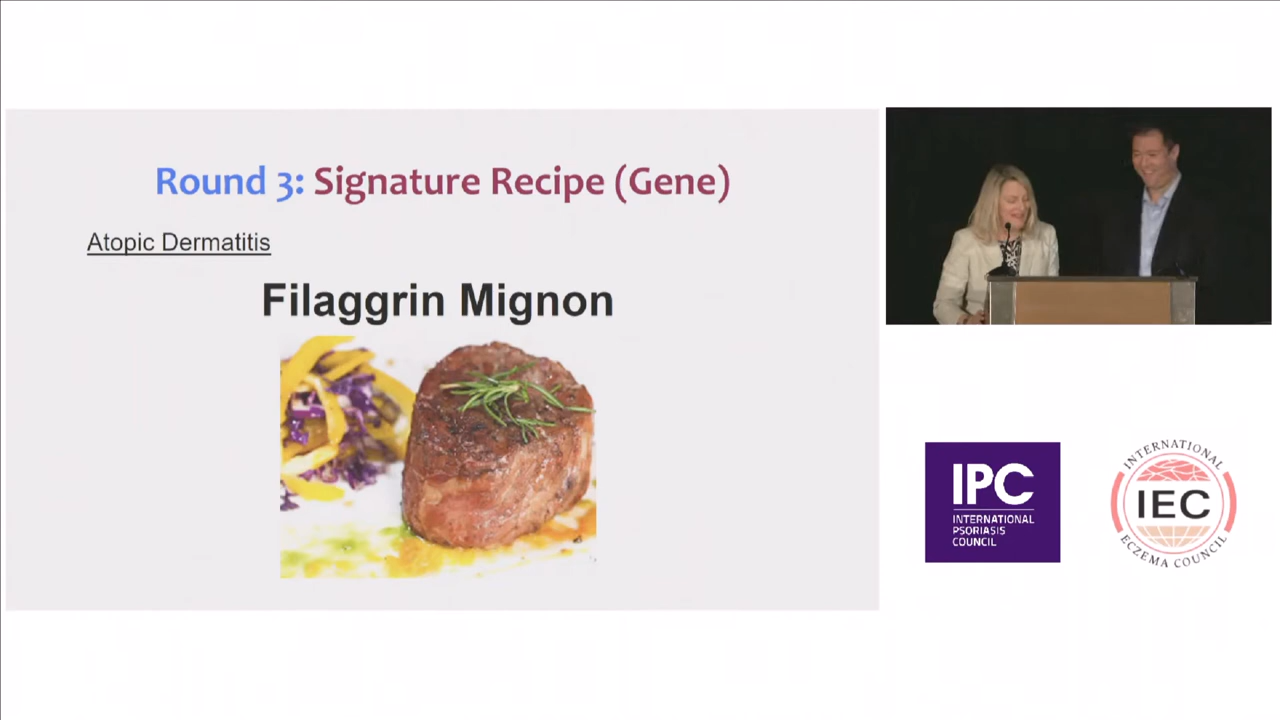 Round 3: Signature Recipe (Gene)
Atopic Dermatitis
Filaggrin Mignon
IPC
INTERNATIONAL
PSORIASIS
COUNCIL
INTERNATIONAL
IEC
ECZEMA COUNCIL